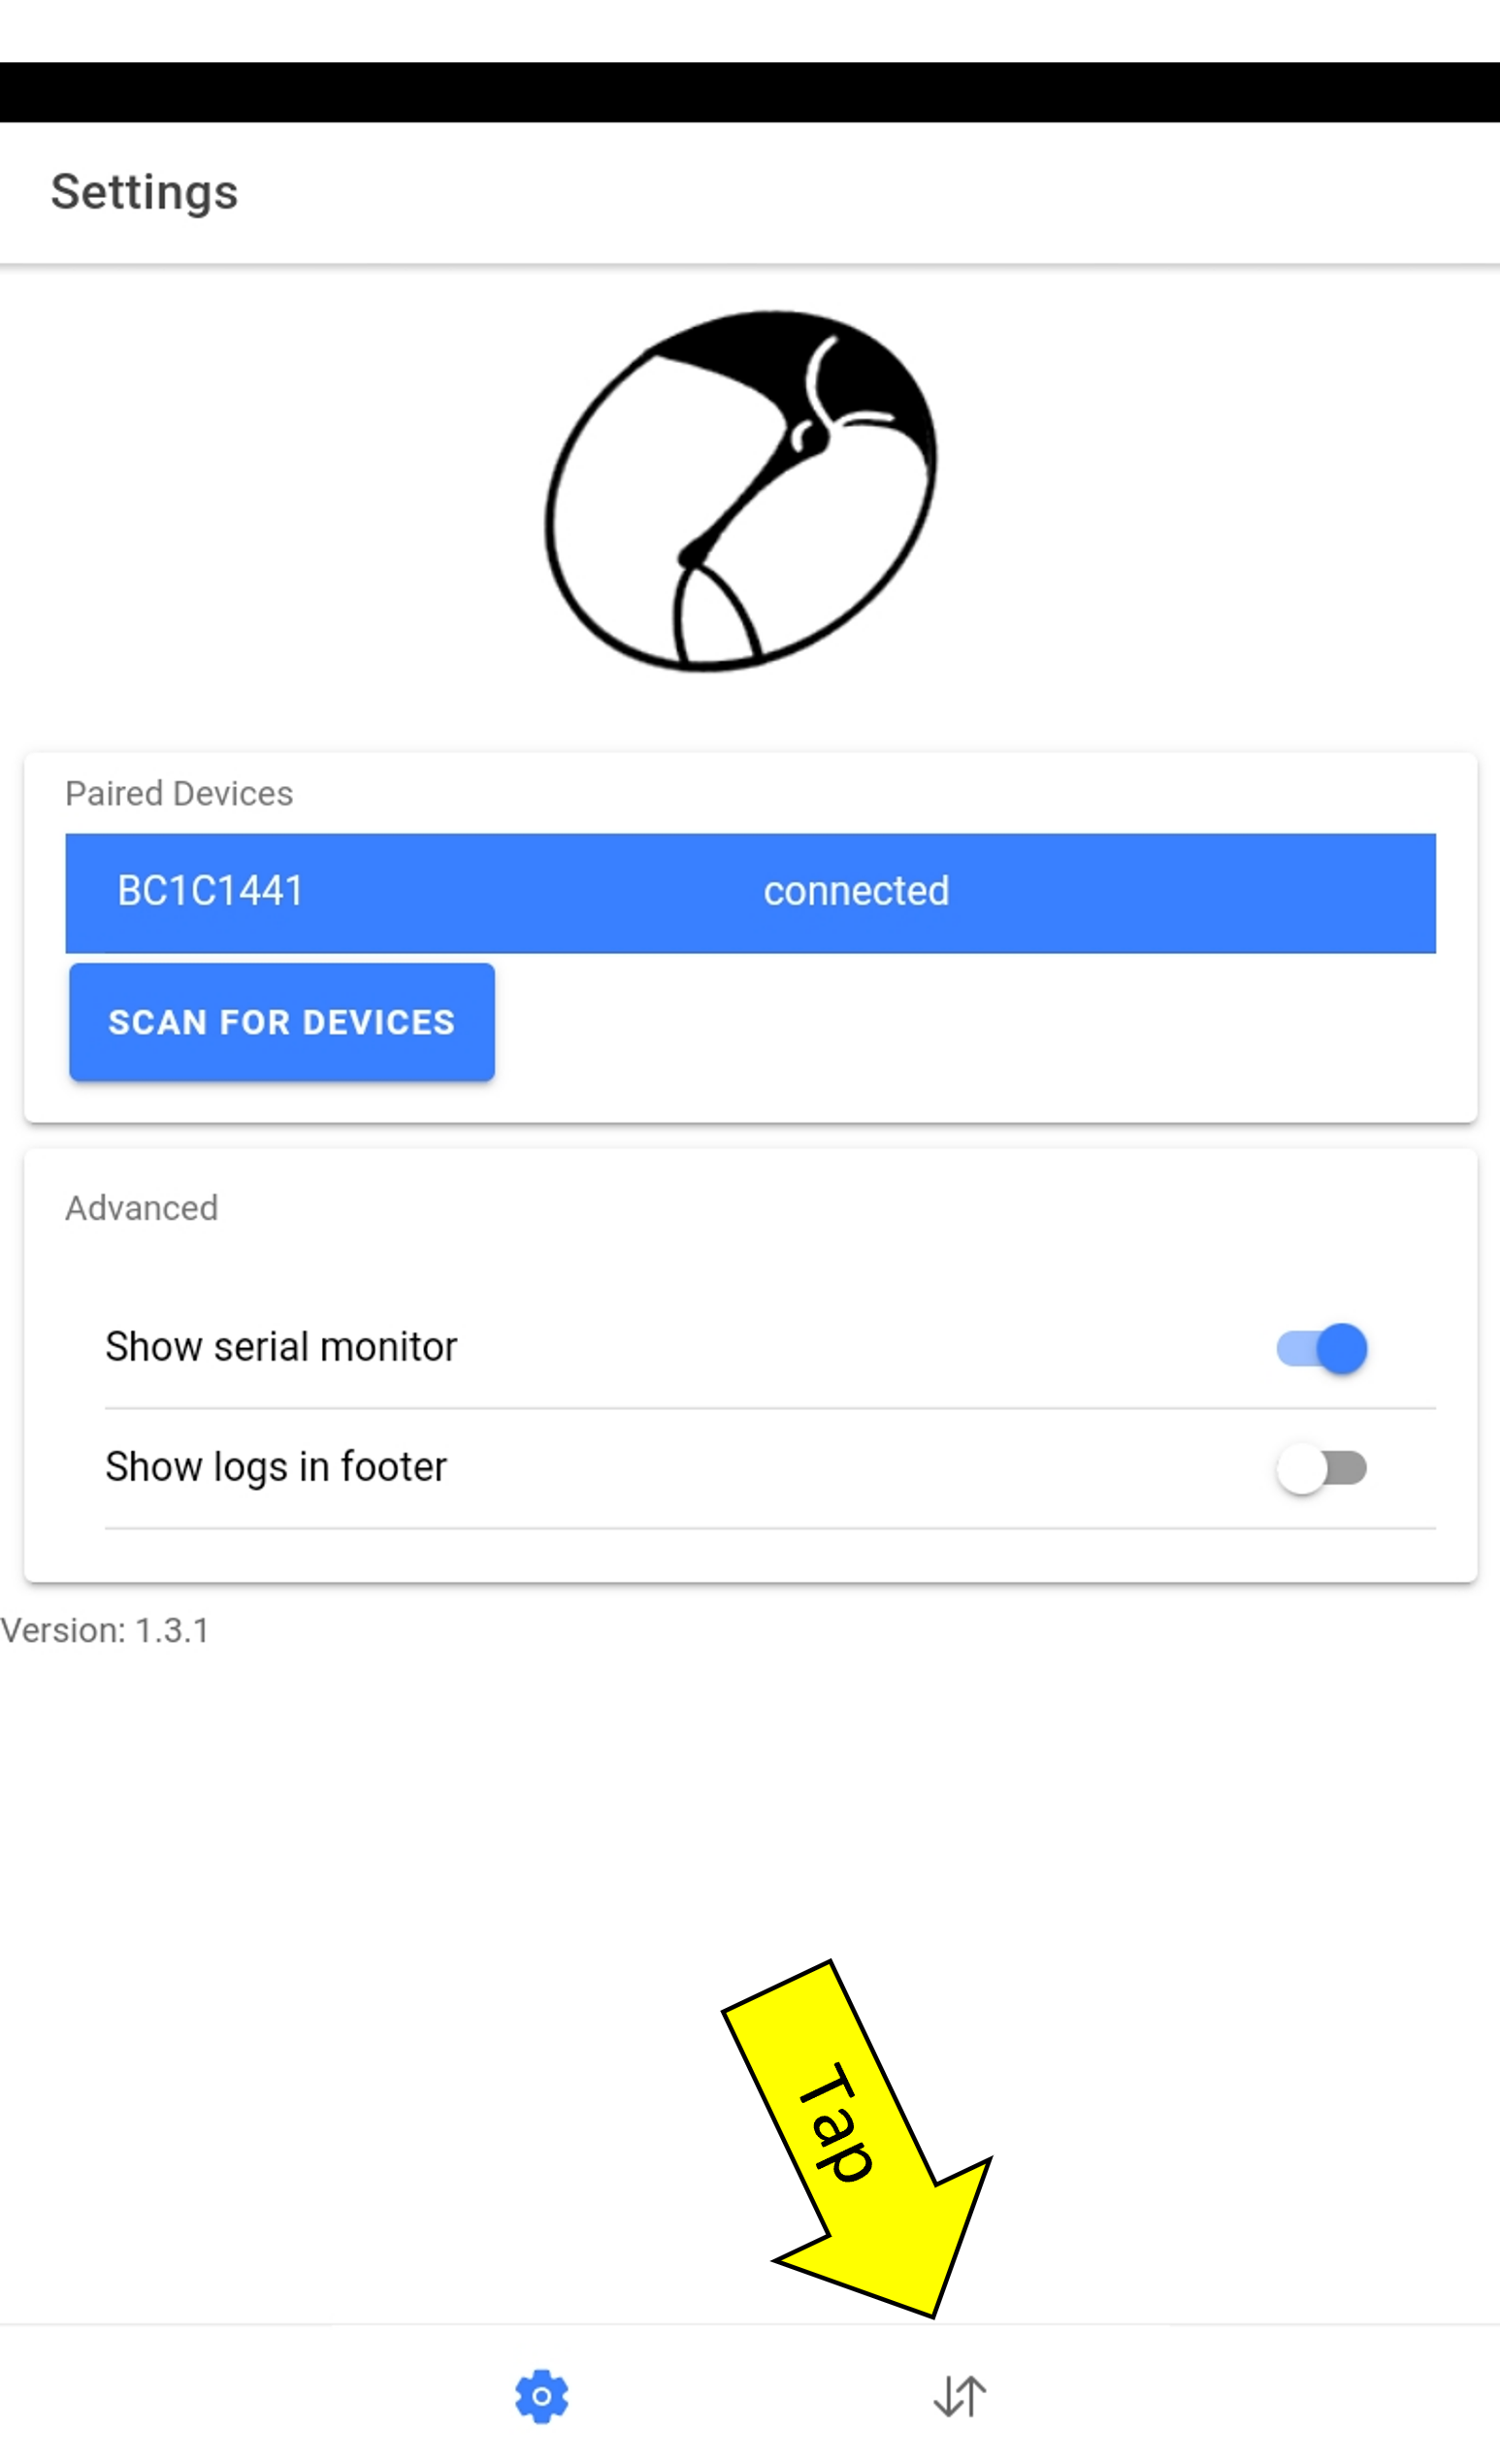 Settings
Paired Devices
BC1C1441 connected
SCAN FOR DEVICES
Advanced
Show serial monitor
Show logs in footer
Version: 1.3.1
Tap